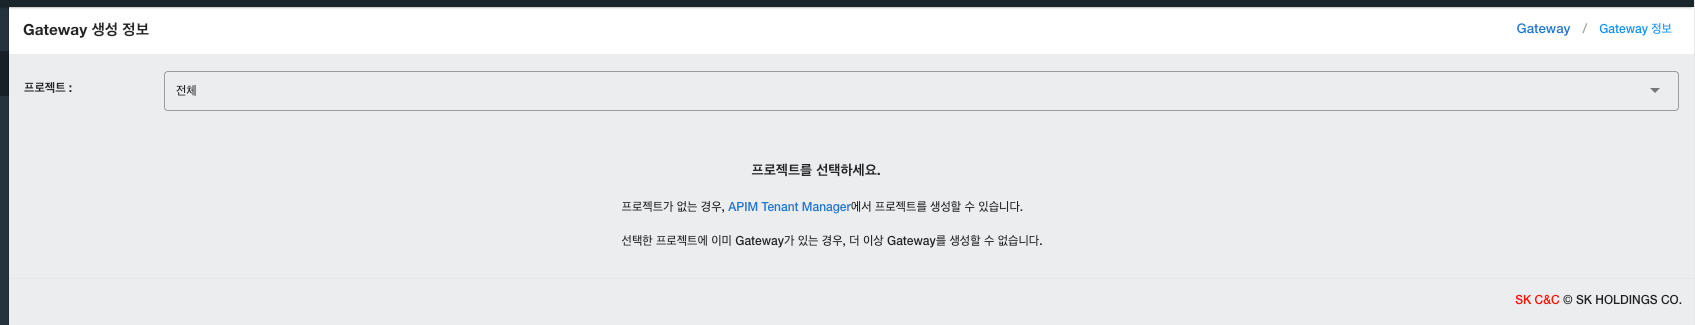 Gateway 생성 정보
Gateway / Gateway 정보
프로젝트 :
전체
프로젝트를 선택하세요.
프로젝트가 없는 경우, APIM Tenant Manager에서 프로젝트를 생성할 수 있습니다.
선택한 프로젝트에 이미 Gateway가 있는 경우, 더 이상 Gateway를 생성할 수 없습니다.
SK C&C © SK HOLDINGS CO.